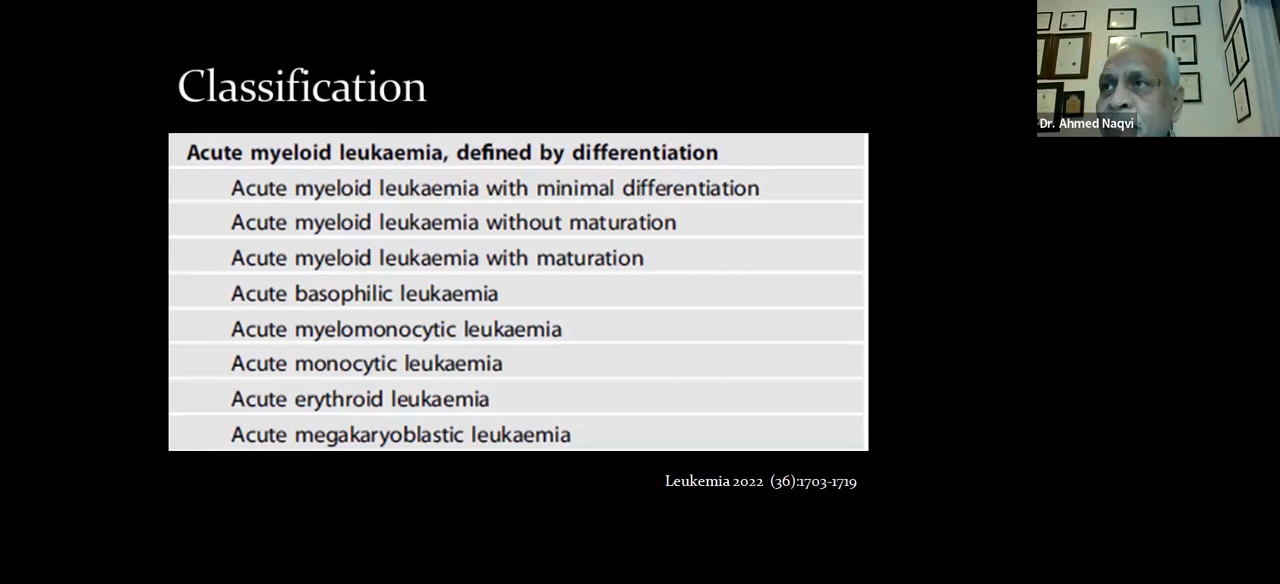 Classification
Acute myeloid leukaemia, defined by differentiation
Acute myeloid leukaemia with minimal differentiation
Acute myeloid leukaemia without maturation
Acute myeloid leukaemia with maturation
Acute basophilic leukaemia
Acute myelomonocytic leukaemia
Acute monocytic leukaemia
Acute erythroid leukaemia
Acute megakaryoblastic leukaemia
Leukemia 2022 (36):1703-1719
Dr. Ahmed Naqvi